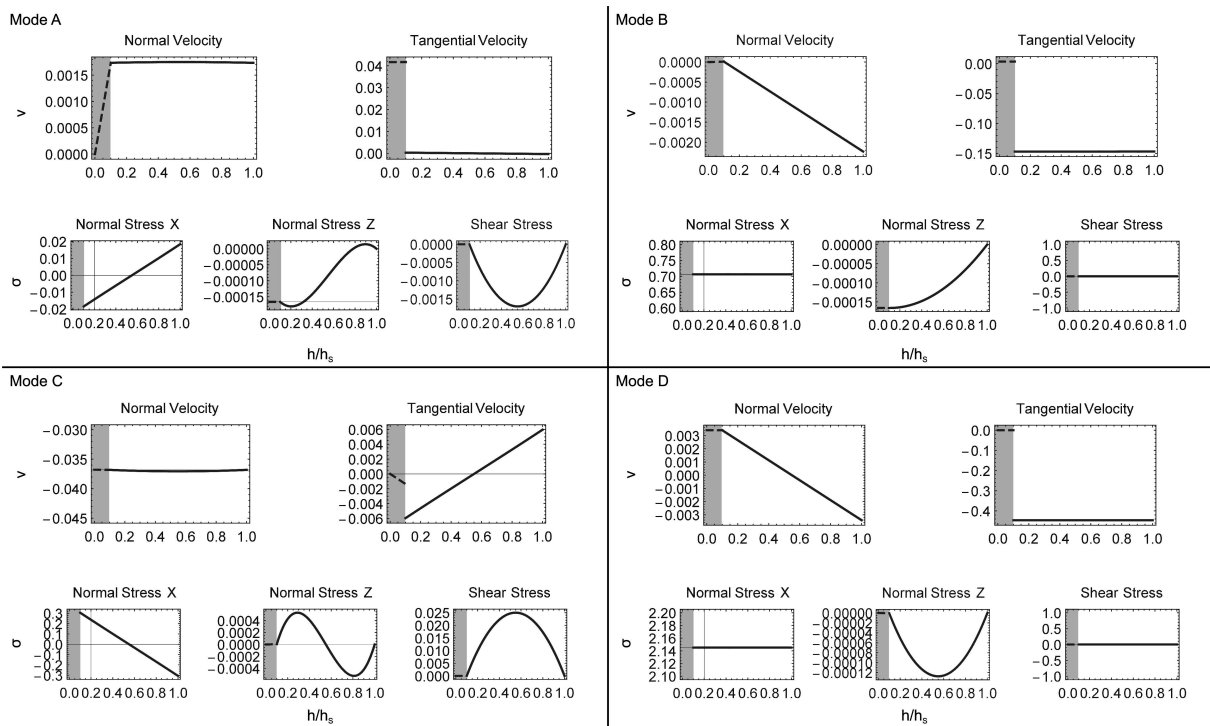 Mode A
Normal Velocity
Tangential Velocity
v
0.0015
0.0010
0.0005
0.0000
0.0 0.2 0.4 0.6 0.8 1.0
0.04
0.03
0.02
0.01
0.00
0.0 0.2 0.4 0.6 0.8 1.0
Normal Stress X
Normal Stress Z
Shear Stress
σ
0.02
0.01
0.00
−0.01
−0.02
0.0 0.2 0.4 0.6 0.8 1.0
0.00000
−0.00005
−0.00010
−0.00015
0.0 0.2 0.4 0.6 0.8 1.0
0.0000
−0.0005
−0.0010
−0.0015
0.0 0.2 0.4 0.6 0.8 1.0
h/hs
Mode B
Normal Velocity
Tangential Velocity
v
0.0000
−0.0005
−0.0010
−0.0015
−0.0020
0.0 0.2 0.4 0.6 0.8 1.0
0.00
−0.05
−0.10
−0.15
0.0 0.2 0.4 0.6 0.8 1.0
Normal Stress X
Normal Stress Z
Shear Stress
σ
0.80
0.75
0.70
0.65
0.60
0.0 0.2 0.4 0.6 0.8 1.0
0.00000
−0.00005
−0.00010
−0.00015
0.0 0.2 0.4 0.6 0.8 1.0
1.0
0.5
0.0
−0.5
−1.0
0.0 0.2 0.4 0.6 0.8 1.0
h/hs
Mode C
Normal Velocity
Tangential Velocity
v
−0.030
−0.035
−0.040
−0.045
0.0 0.2 0.4 0.6 0.8 1.0
0.006
0.004
0.002
0.000
−0.002
−0.004
−0.006
0.0 0.2 0.4 0.6 0.8 1.0
Normal Stress X
Normal Stress Z
Shear Stress
σ
0.3
0.2
0.1
0.0
−0.1
−0.2
−0.3
0.0 0.2 0.4 0.6 0.8 1.0
0.0004
0.0002
0.0000
−0.0002
−0.0004
0.0 0.2 0.4 0.6 0.8 1.0
0.025
0.020
0.015
0.010
0.005
0.000
0.0 0.2 0.4 0.6 0.8 1.0
h/hs
Mode D
Normal Velocity
Tangential Velocity
v
0.003
0.002
0.001
0.000
−0.001
−0.002
−0.003
0.0 0.2 0.4 0.6 0.8 1.0
0.0
−0.1
−0.2
−0.3
−0.4
0.0 0.2 0.4 0.6 0.8 1.0
Normal Stress X
Normal Stress Z
Shear Stress
σ
2.20
2.18
2.16
2.14
2.12
2.10
0.0 0.2 0.4 0.6 0.8 1.0
0.00000
−0.00002
−0.00004
−0.00006
−0.00008
−0.00010
−0.00012
0.0 0.2 0.4 0.6 0.8 1.0
1.0
0.5
0.0
−0.5
−1.0
0.0 0.2 0.4 0.6 0.8 1.0
h/hs